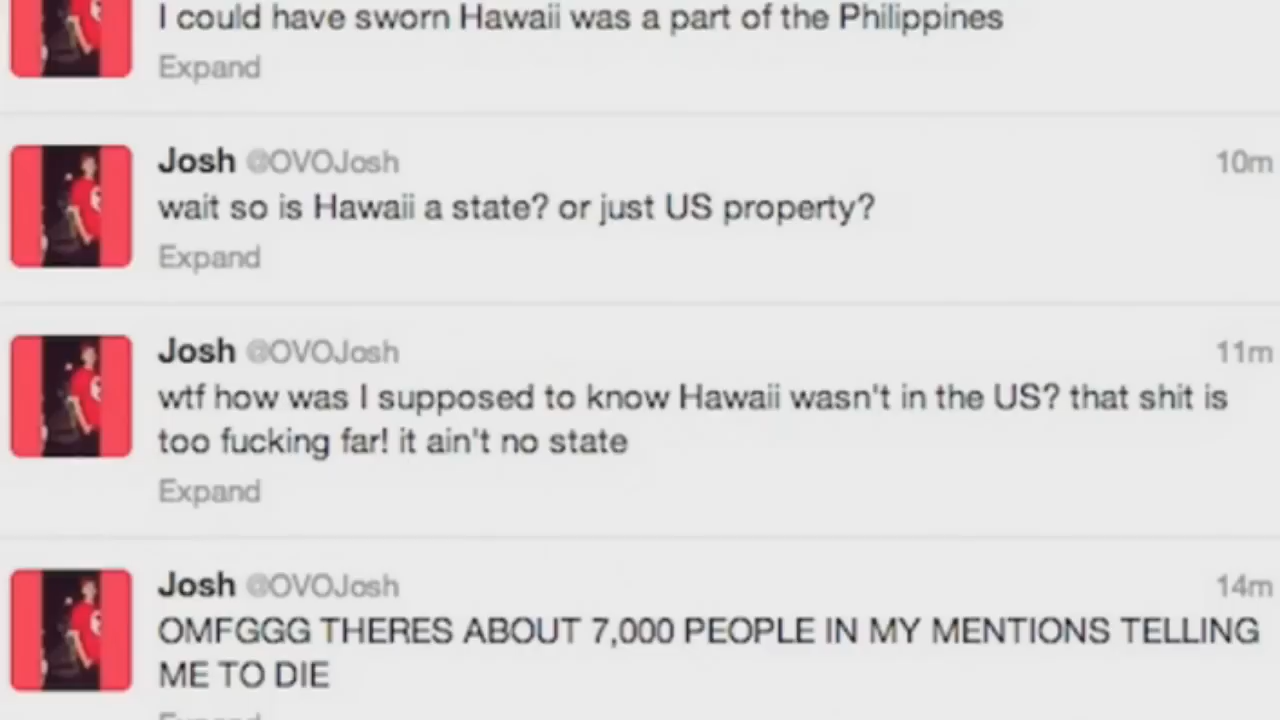 I could have sworn Hawaii was a part of the Philippines
Expand
Josh @OVOJosh 10m
wait so is Hawaii a state? or just US property?
Expand
Josh @OVOJosh 11m
wtf how was I supposed to know Hawaii wasn't in the US? that shit is
too fucking far! it ain't no state
Expand
Josh @OVOJosh 14m
OMFGGG THERES ABOUT 7,000 PEOPLE IN MY MENTIONS TELLING
ME TO DIE
Expand